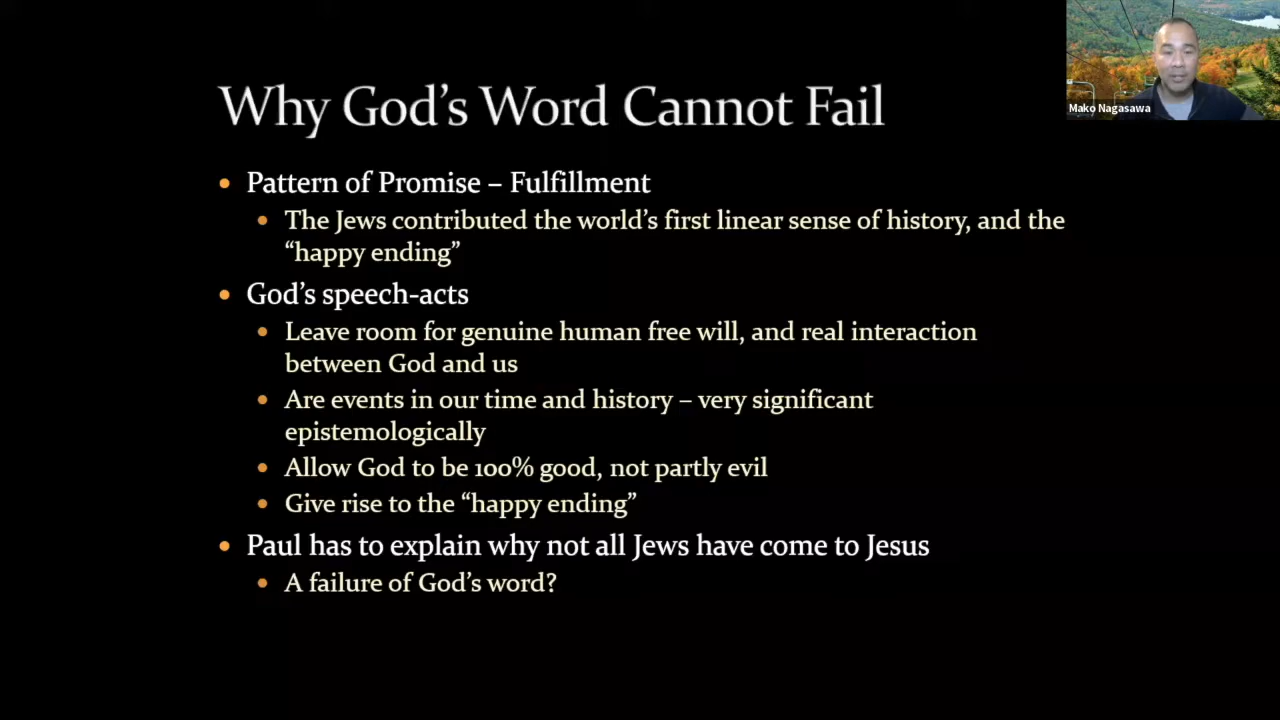 Why God's Word Cannot Fail
Mako Nagasawa
• Pattern of Promise – Fulfillment
• The Jews contributed the world's first linear sense of history, and the
“happy ending”
• God's speech-acts
• Leave room for genuine human free will, and real interaction
between God and us
• Are events in our time and history – very significant
epistemologically
• Allow God to be 100% good, not partly evil
• Give rise to the “happy ending”
• Paul has to explain why not all Jews have come to Jesus
• A failure of God's word?